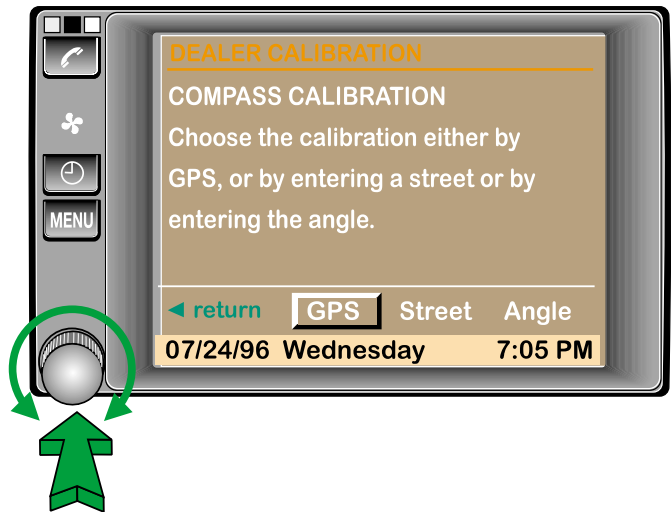 DEALER CALIBRATION
COMPASS CALIBRATION
Choose the calibration either by
GPS, or by entering a street or by
MENU
entering the angle.
◄ return GPS Street Angle
07/24/96 Wednesday 7:05 PM